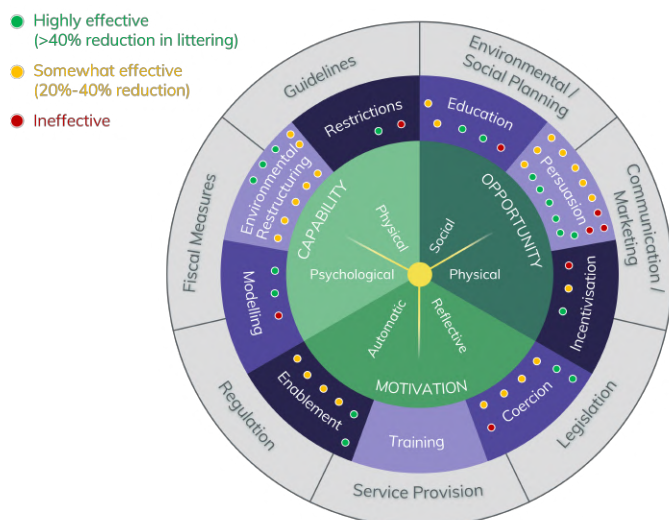 Highly effective
(>40% reduction in littering)
Somewhat effective
(20%-40% reduction)
Ineffective
Guidelines
Environmental /
Social Planning
Communication /
Marketing
Legislation
Service Provision
Regulation
Fiscal Measures
Restrictions
Education
Persuasion
Incentivisation
Coercion
Training
Enablement
Modelling
Environmental
Restructuring
CAPABILITY
Physical
Psychological
OPPORTUNITY
Social
Physical
MOTIVATION
Automatic
Reflective